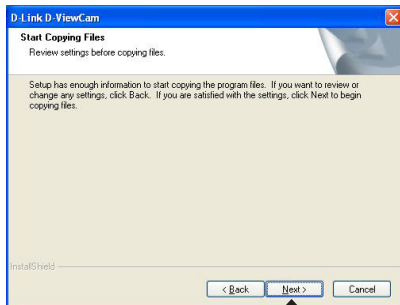 D-Link D-ViewCam
Start Copying Files
Review settings before copying files.
Setup has enough information to start copying the program files. If you want to review or
change any settings, click Back. If you are satisfied with the settings, click Next to begin
copying files.
InstallShield
< Back
Next >
Cancel